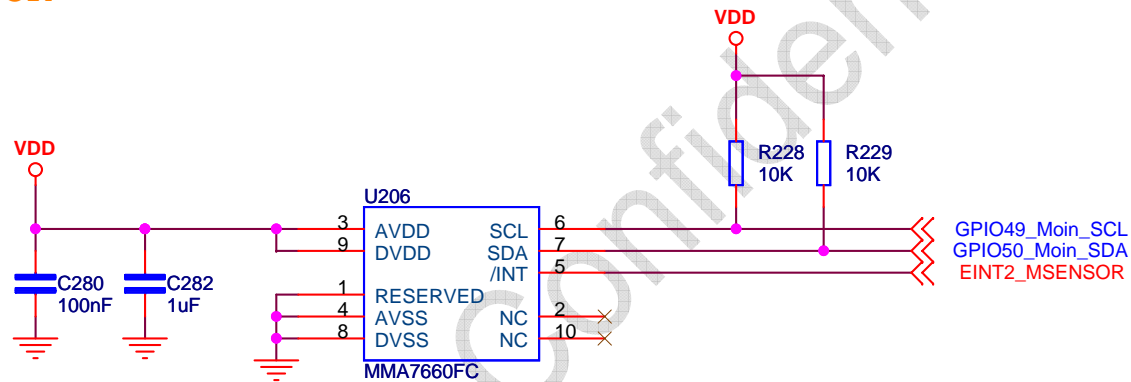 VDD
R228
10K
R229
10K
VDD
U206
3 AVDD SCL 6 GPIO49_Moin_SCL
9 DVDD SDA 7 GPIO50_Moin_SDA
/INT 5 EINT2_MSENSOR
C280
100nF
C282
1uF
1 RESERVED
4 AVSS NC 2
8 DVSS NC 10
MMA7660FC
Confiden